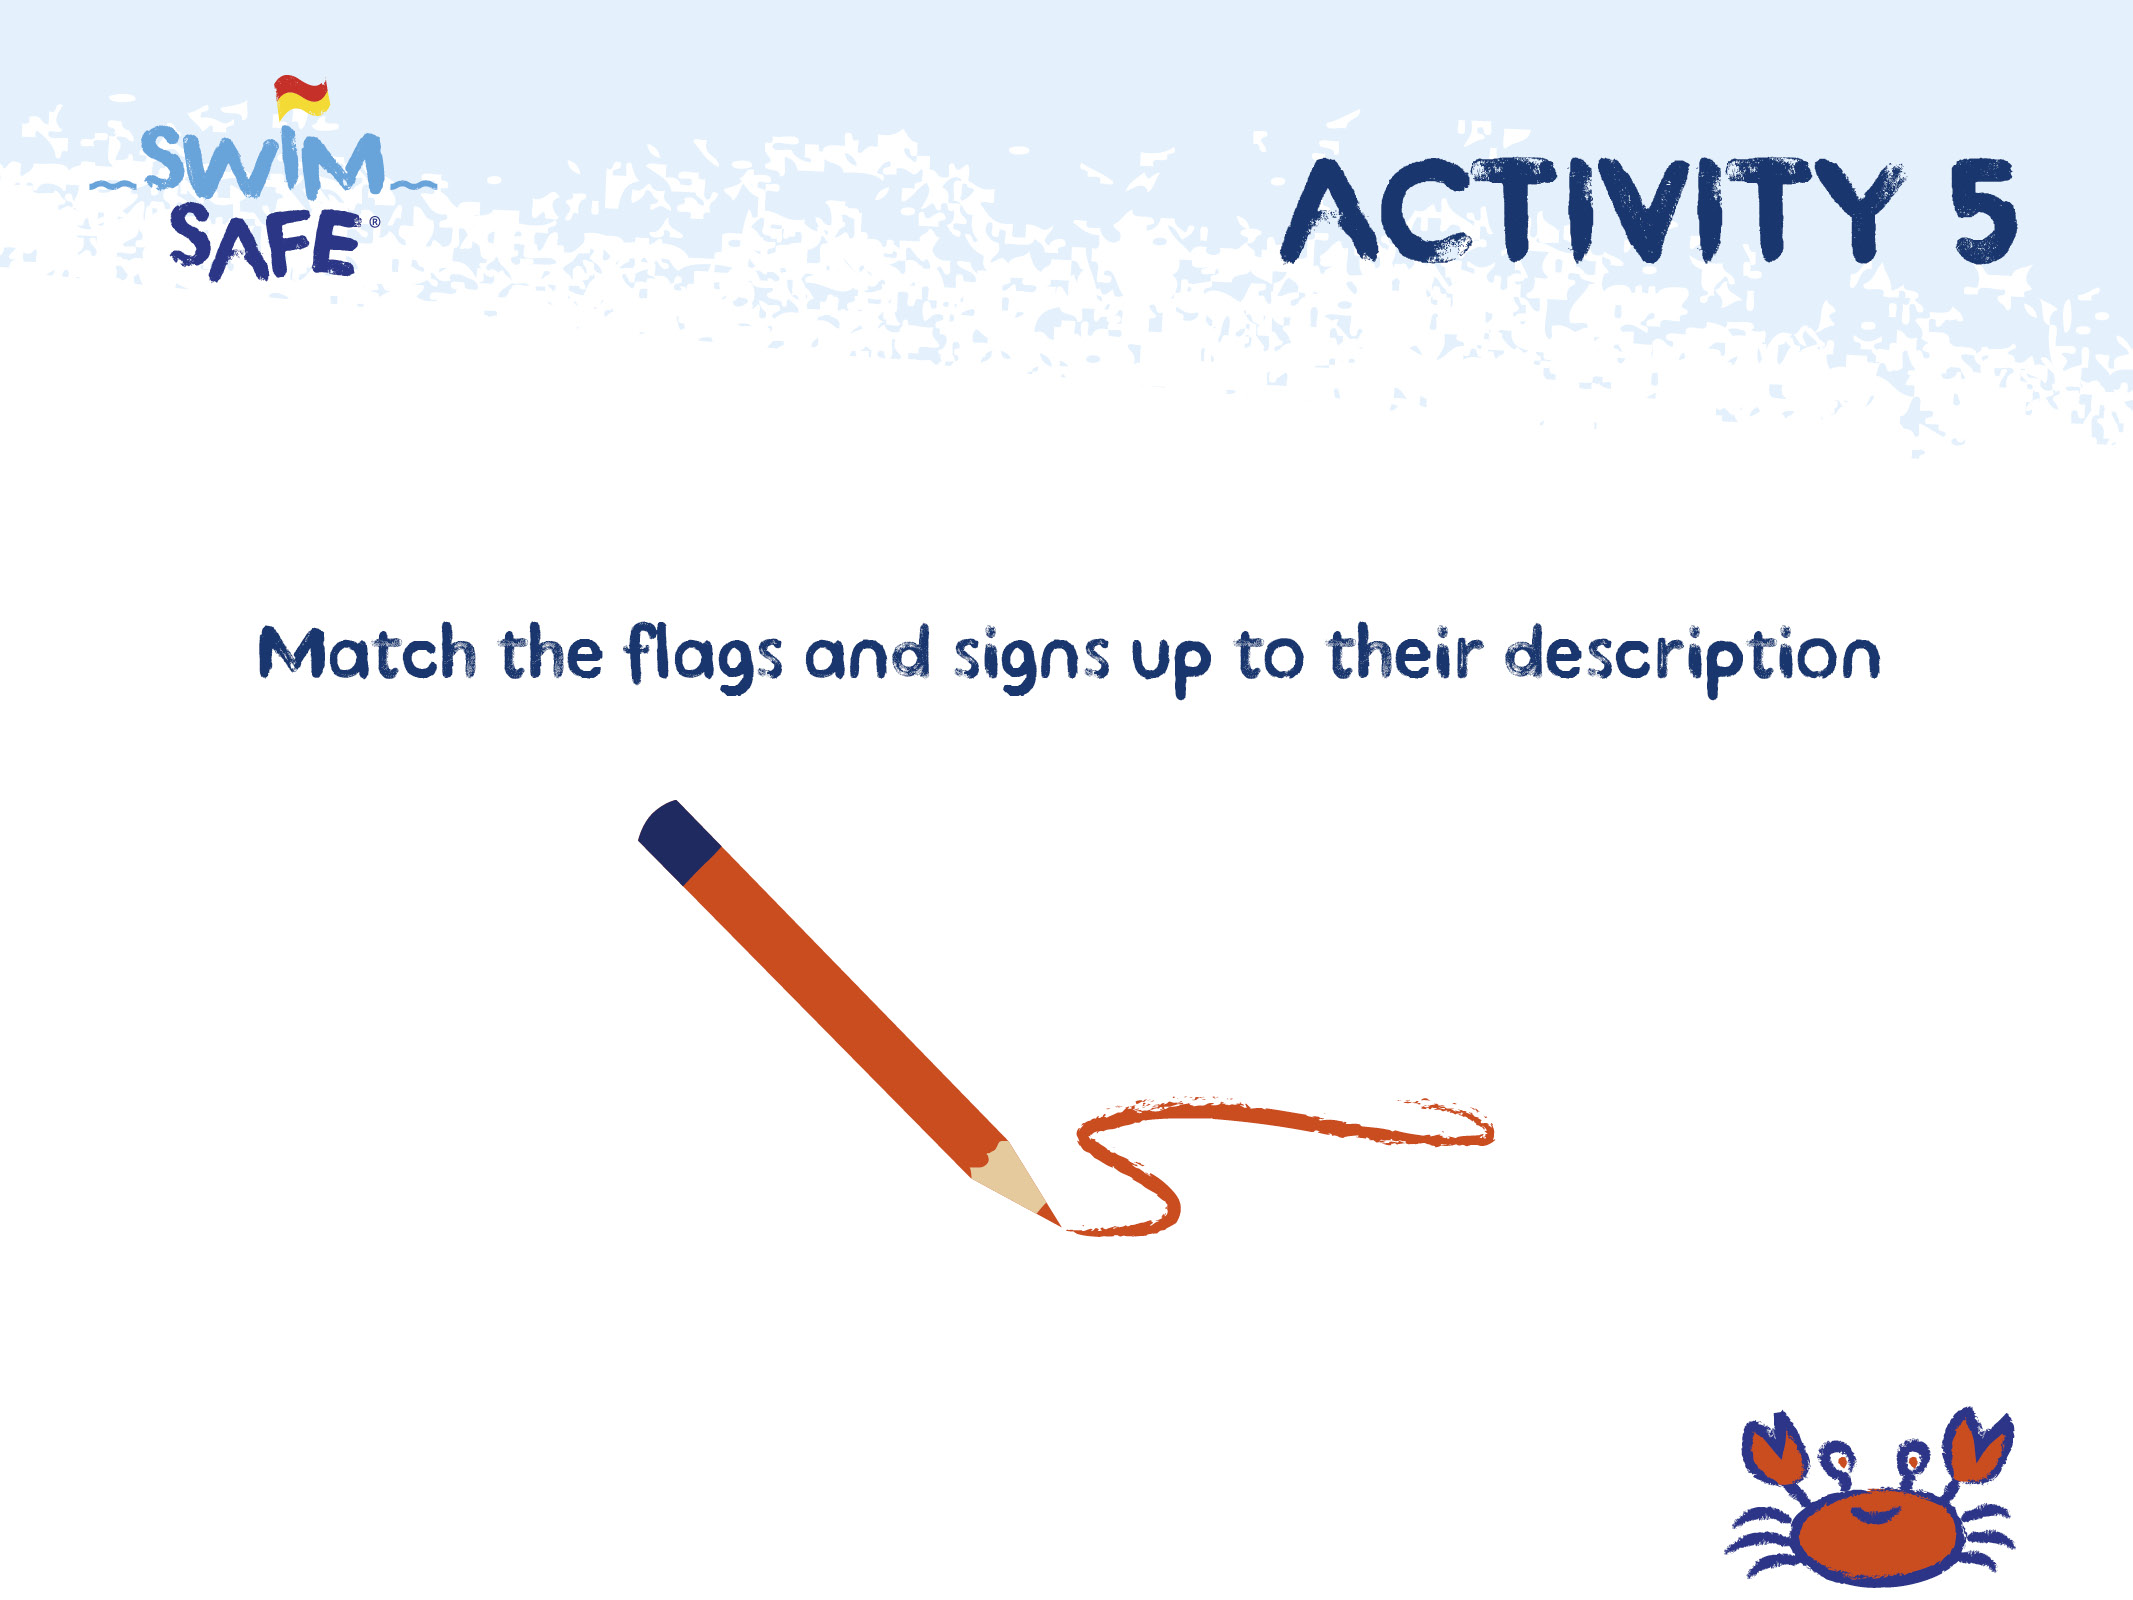 SWIM
SAFE®
ACTIVITY 5
Match the flags and signs up to their description